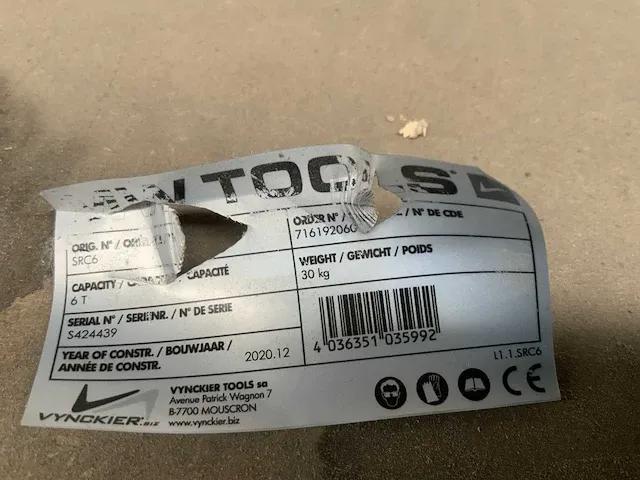 TOOLS
ORIG. N° /
SRC6
ORDER N° / N° DE CDE
71619206
CAPACITY / CAPACITÉ
6 T
WEIGHT / GEWICHT / POIDS
30 kg
SERIAL N° / SERIENR. / N° DE SERIE
S424439
YEAR OF CONSTR. / BOUWJAAR /
ANNÉE DE CONSTR.
2020.12
4 036351 035992
L1.1.SRC6
VYNCKIER.BIZ
VYNCKIER TOOLS sa
Avenue Patrick Wagnon 7
B-7700 MOUSCRON
www.vynckier.biz
CE